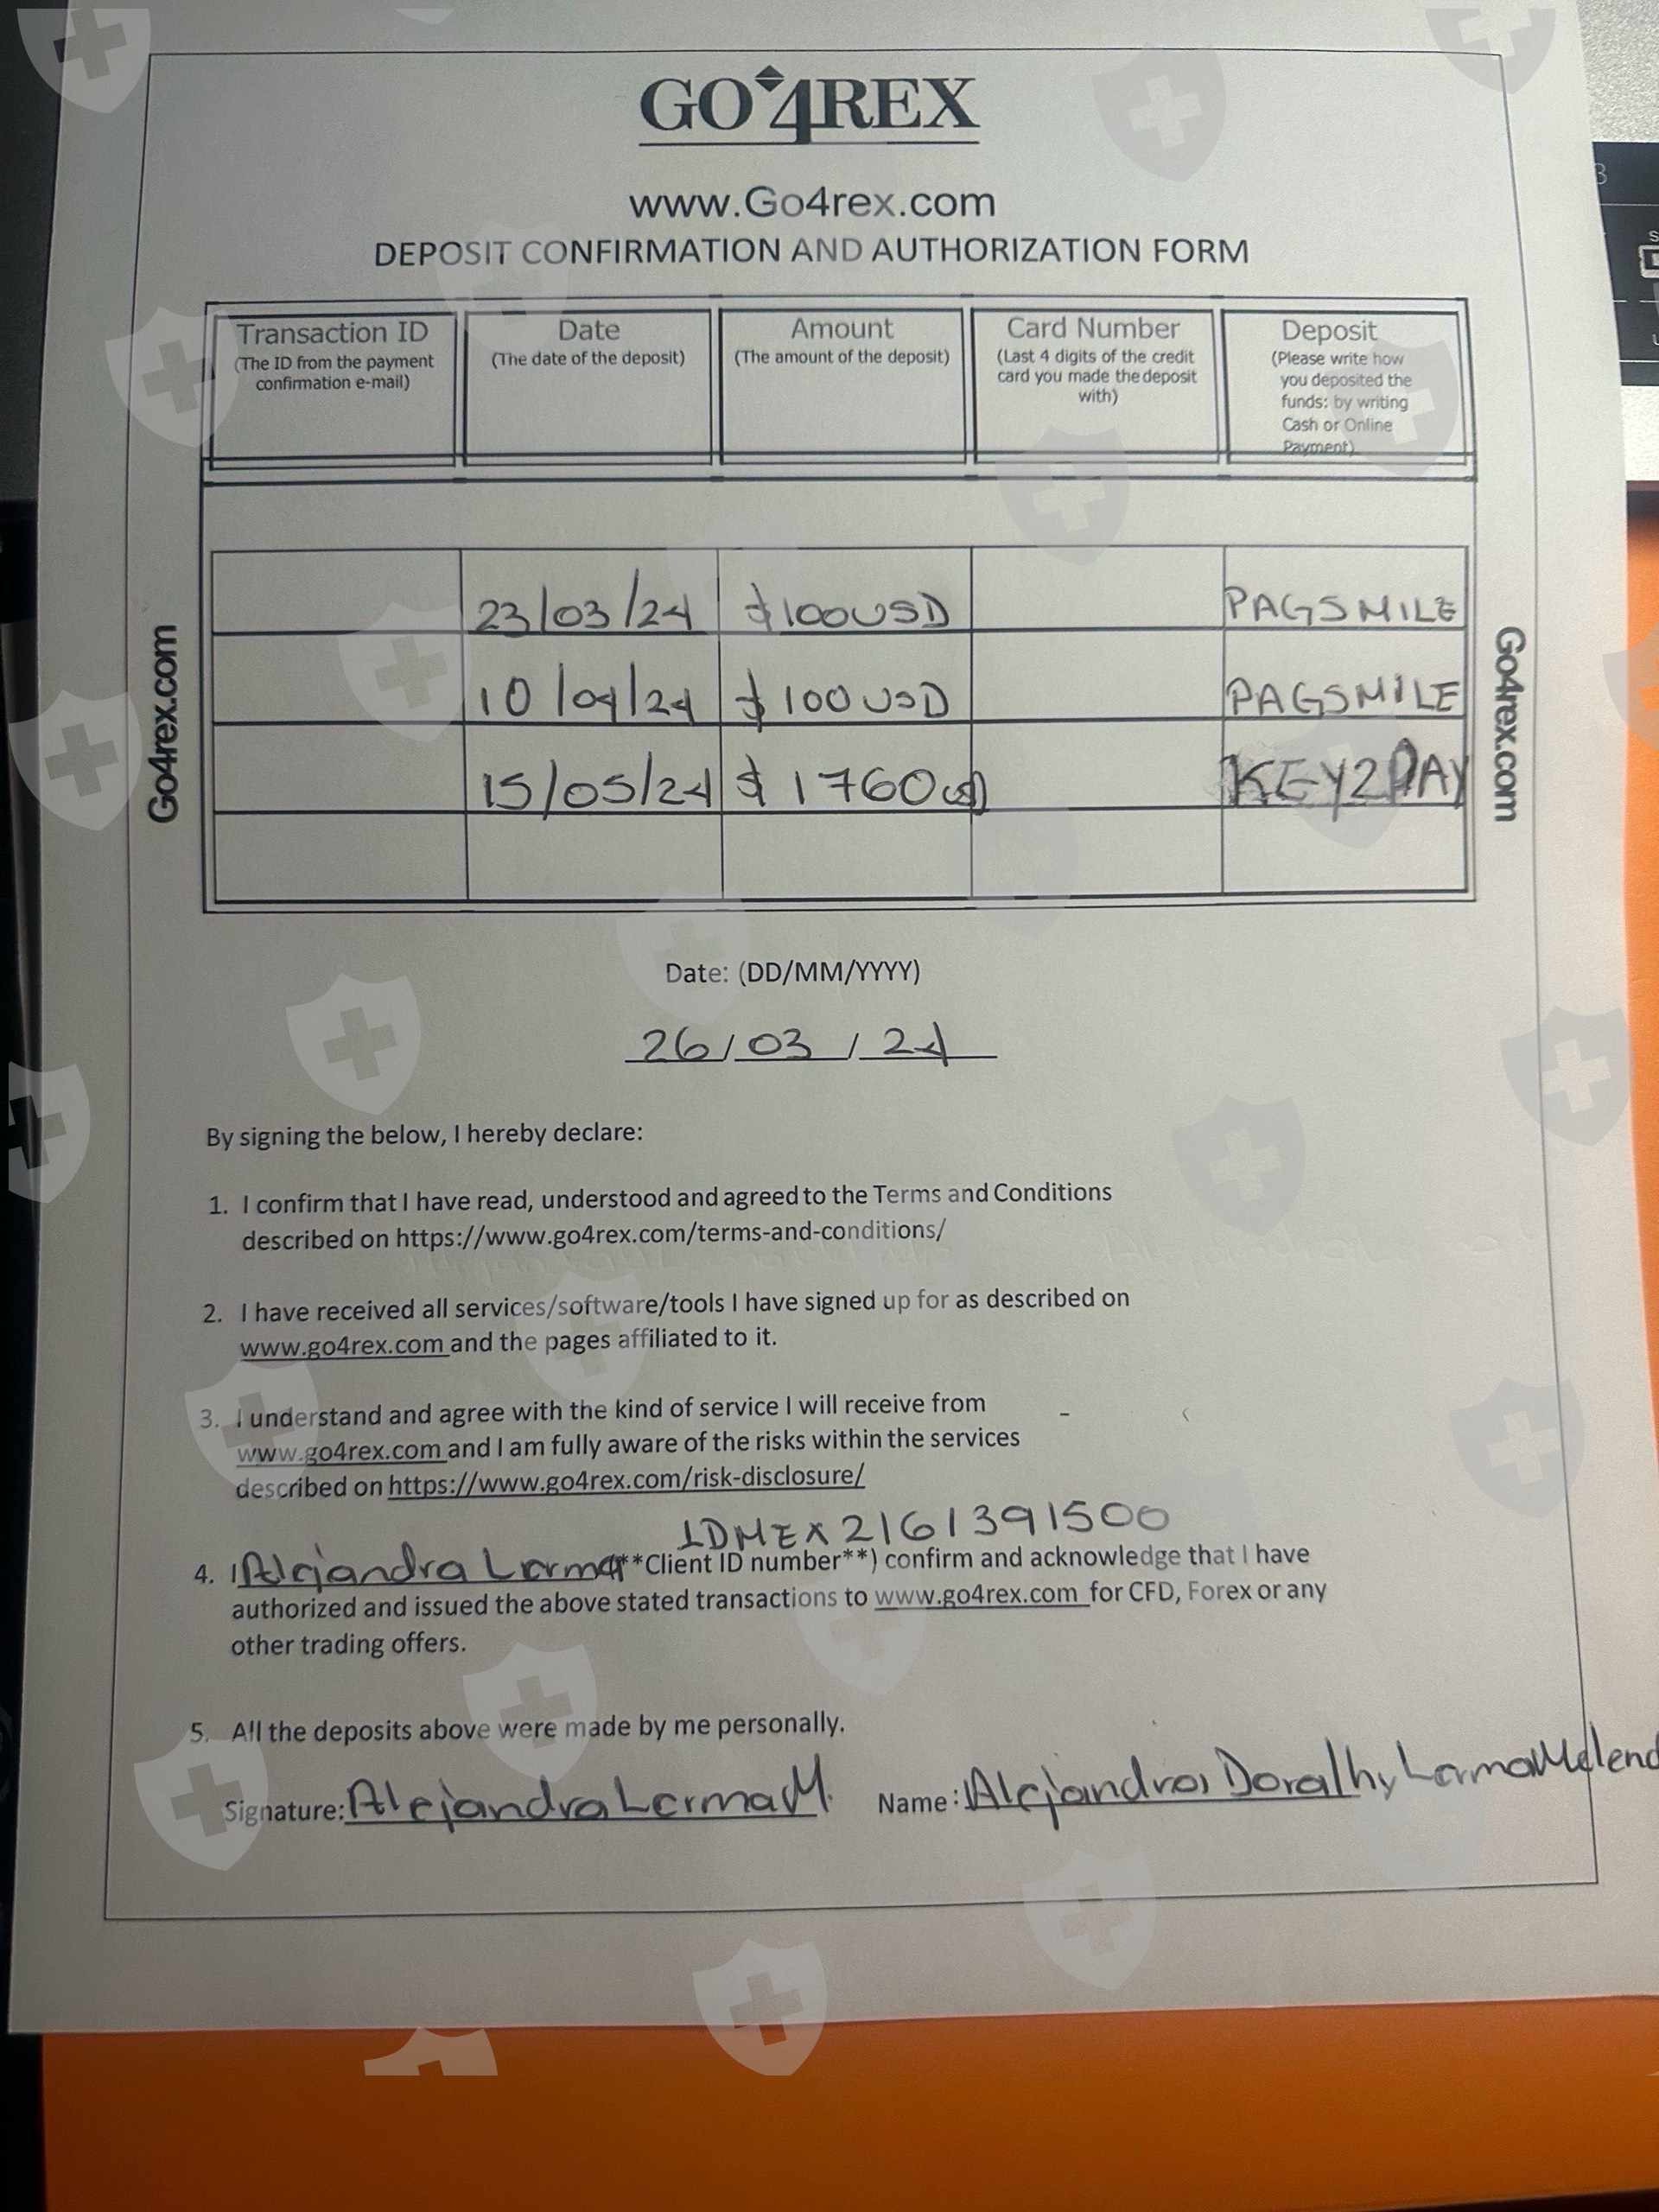 GO4REX
www.Go4rex.com
DEPOSIT CONFIRMATION AND AUTHORIZATION FORM
Transaction ID
(The ID from the payment
confirmation e-mail)
Date
(The date of the deposit)
Amount
(The amount of the deposit)
Card Number
(Last 4 digits of the credit
card you made the deposit
with)
Deposit
(Please write how
you deposited the
funds: by writing
Cash or Online
Payment)
23/03/24 $100USD PAGSMILE
10/04/24 $100USD PAGSMILE
15/05/24 $1760usd KEY2PAY
Go4rex.com
Go4rex.com
Date: (DD/MM/YYYY)
26/03/24
By signing the below, I hereby declare:
1. I confirm that I have read, understood and agreed to the Terms and Conditions
described on https://www.go4rex.com/terms-and-conditions/
2. I have received all services/software/tools I have signed up for as described on
www.go4rex.com and the pages affiliated to it.
3. I understand and agree with the kind of service I will receive from
www.go4rex.com and I am fully aware of the risks within the services
described on https://www.go4rex.com/risk-disclosure/
IDMEX2161391500
4. I Alejandra Lerma **Client ID number**) confirm and acknowledge that I have
authorized and issued the above stated transactions to www.go4rex.com for CFD, Forex or any
other trading offers.
5. All the deposits above were made by me personally.
Signature: Alejandra Lerma M. Name: Alejandra Doralhy Lerma Melend